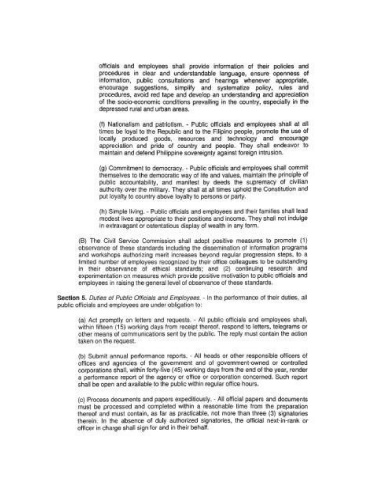 officials and employees shall provide information of their policies and
procedures in clear and understandable language, ensure openness of
information, public consultations and hearings whenever appropriate,
encourage suggestions, simplify and systematize policy, rules and
procedures, avoid red tape and develop an understanding and appreciation
of the socio-economic conditions prevailing in the country, especially in the
depressed rural and urban areas.
(f) Nationalism and patriotism. - Public officials and employees shall at all
times be loyal to the Republic and to the Filipino people, promote the use of
locally produced goods, resources and technology and encourage
appreciation and pride of country and people. They shall endeavor to
maintain and defend Philippine sovereignty against foreign intrusion.
(g) Commitment to democracy. - Public officials and employees shall commit
themselves to the democratic way of life and values, maintain the principle of
public accountability, and manifest by deeds the supremacy of civilian
authority over the military. They shall at all times uphold the Constitution and
put loyalty to country above loyalty to persons or party.
(h) Simple living. - Public officials and employees and their families shall lead
modest lives appropriate to their positions and income. They shall not indulge
in extravagant or ostentatious display of wealth in any form.
(B) The Civil Service Commission shall adopt positive measures to promote (1)
observance of these standards including the dissemination of information programs
and workshops authorizing merit increases beyond regular progression steps, to a
limited number of employees recognized by their office colleagues to be outstanding
in their observance of ethical standards; and (2) continuing research and
experimentation on measures which provide positive motivation to public officials and
employees in raising the general level of observance of these standards.
Section 5. Duties of Public Officials and Employees. - In the performance of their duties, all
public officials and employees are under obligation to:
(a) Act promptly on letters and requests. - All public officials and employees shall,
within fifteen (15) working days from receipt thereof, respond to letters, telegrams or
other means of communications sent by the public. The reply must contain the action
taken on the request.
(b) Submit annual performance reports. - All heads or other responsible officers of
offices and agencies of the government and of government-owned or controlled
corporations shall, within forty-five (45) working days from the end of the year, render
a performance report of the agency or office or corporation concerned. Such report
shall be open and available to the public within regular office hours.
(c) Process documents and papers expeditiously. - All official papers and documents
must be processed and completed within a reasonable time from the preparation
thereof and must contain, as far as practicable, not more than three (3) signatories
therein. In the absence of duly authorized signatories, the official next-in-rank or
officer in charge shall sign for and in their behalf.